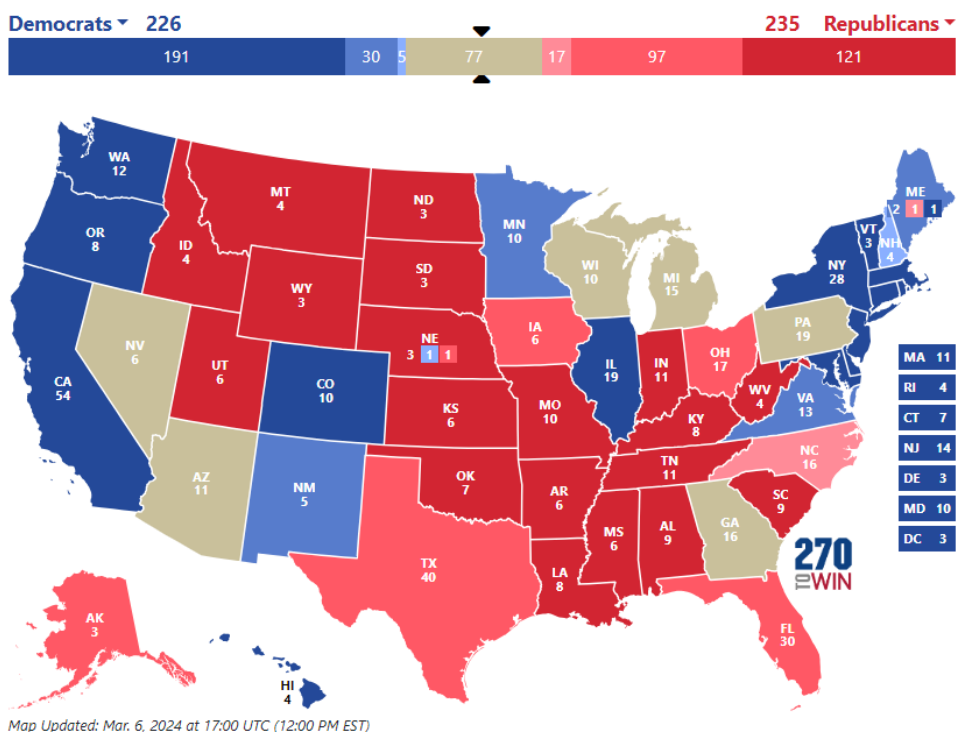 Democrats 226
235 Republicans
191 30 5 77 17 97 121
WA
12
OR
8
CA
54
NV
6
ID
4
MT
4
WY
3
UT
6
AZ
11
CO
10
NM
5
ND
3
SD
3
NE
3 1 1
KS
6
OK
7
TX
40
MN
10
IA
6
MO
10
AR
6
LA
8
WI
10
IL
19
MI
15
IN
11
OH
17
KY
8
TN
11
MS
6
AL
9
GA
16
FL
30
SC
9
NC
16
VA
13
WV
4
PA
19
NY
28
VT
3
NH
4
ME
2 1 1
MA 11
RI 4
CT 7
NJ 14
DE 3
MD 10
DC 3
AK
3
HI
4
270
TO WIN
Map Updated: Mar. 6, 2024 at 17:00 UTC (12:00 PM EST)